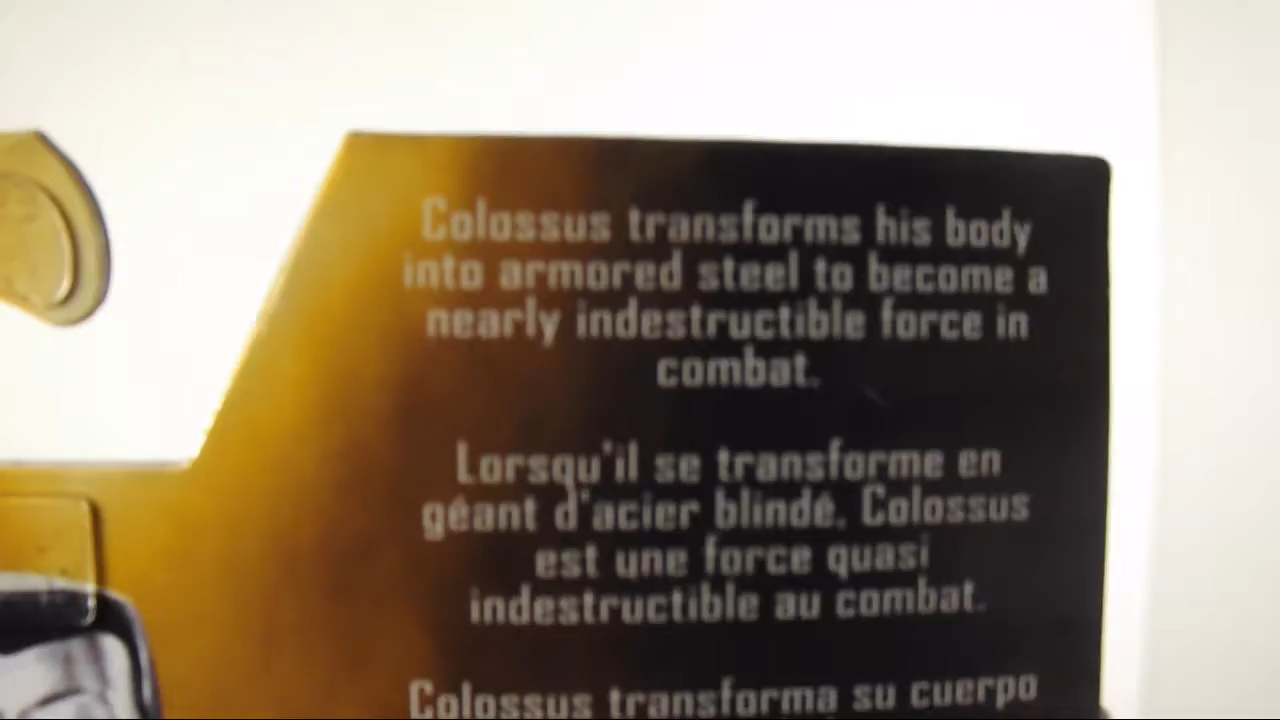 Colossus transforms his body
into armored steel to become a
nearly indestructible force in
combat.
Lorsqu'il se transforme en
géant d'acier blindé, Colossus
est une force quasi
indestructible au combat.
Colossus transforma su cuerpo